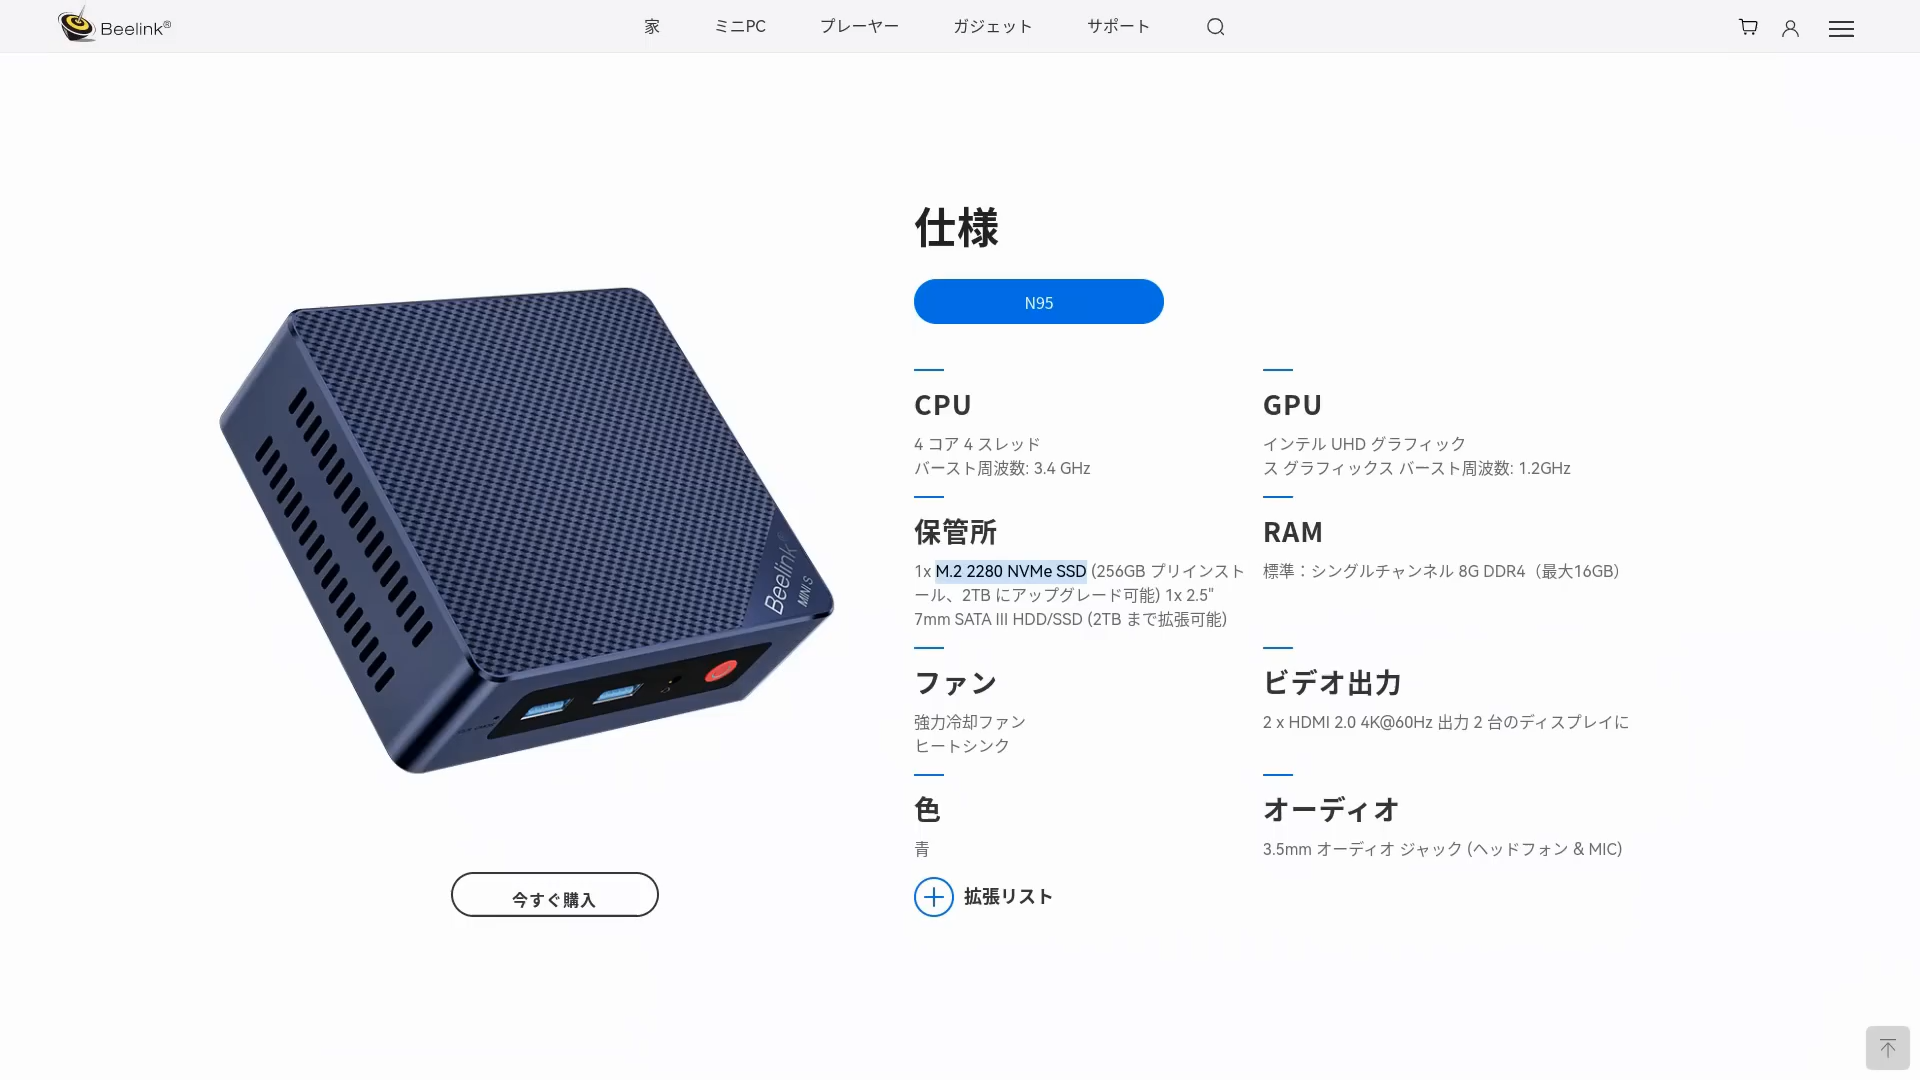 Beelink®
家
ミニPC
プレーヤー
ガジェット
サポート
仕様
N95
CPU
4 コア 4 スレッド
バースト周波数: 3.4 GHz
GPU
インテル UHD グラフィック
ス グラフィックス バースト周波数: 1.2GHz
保管所
1x M.2 2280 NVMe SSD (256GB プリインスト
ール、2TB にアップグレード可能) 1x 2.5"
7mm SATA III HDD/SSD (2TB まで拡張可能)
RAM
標準：シングルチャンネル 8G DDR4（最大16GB）
ファン
強力冷却ファン
ヒートシンク
ビデオ出力
2 x HDMI 2.0 4K@60Hz 出力 2 台のディスプレイに
色
青
オーディオ
3.5mm オーディオ ジャック (ヘッドフォン & MIC)
拡張リスト
Beelink
MINI S
今すぐ購入